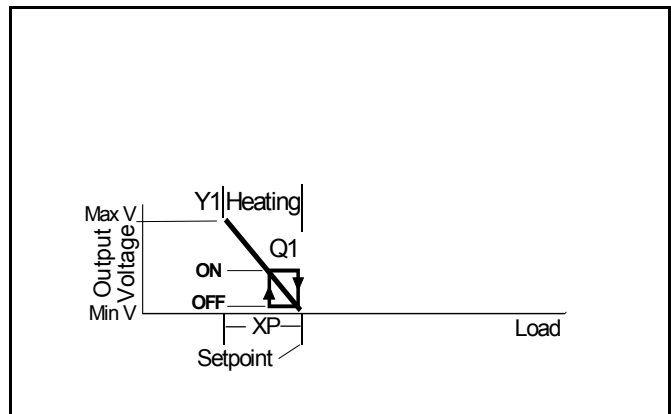 Y1 Heating
Max V
Output
Voltage
Q1
ON
OFF
Min V
XP
Load
Setpoint